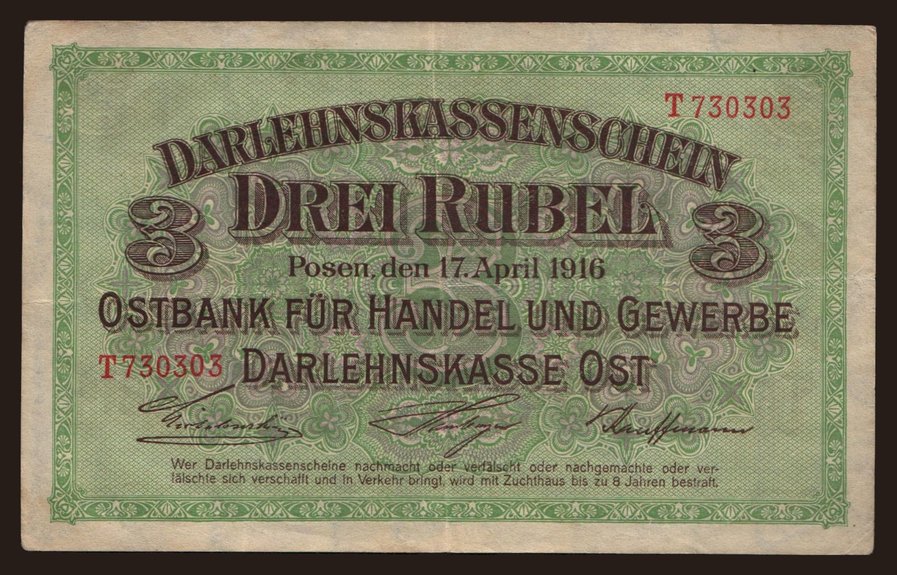 T 730303
DARLEHNSKASSENSCHEIN
3 DREI RUBEL 3
Posen, den 17. April 1916
OSTBANK FÜR HANDEL UND GEWERBE
T 730303 DARLEHNSKASSE OST
Kauffmann
Wer Darlehnskassenscheine nachmacht oder verfälscht oder nachgemachte oder ver-
fälschte sich verschafft und in Verkehr bringt, wird mit Zuchthaus bis zu 8 Jahren bestraft.